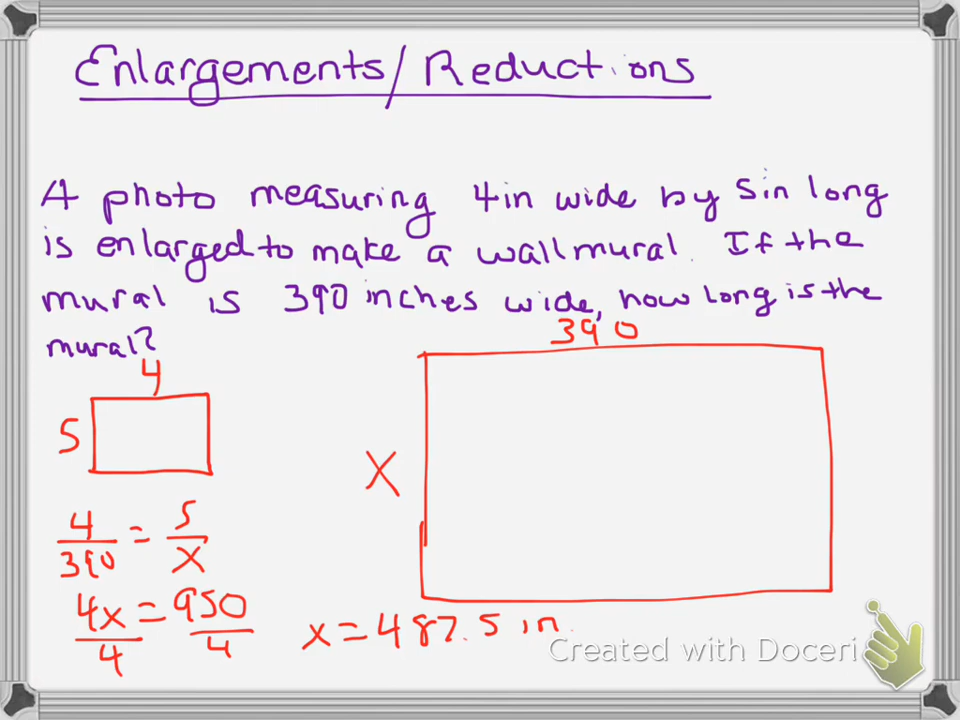 Enlargements/Reductions
A photo measuring 4in wide by 5in long
is enlarged to make a wall mural. If the
mural is 390 inches wide, how long is the
mural?
4
5
390
X
4/390 = 5/X
4x/4 = 950/4
x = 487.5 in.
Created with Doceri